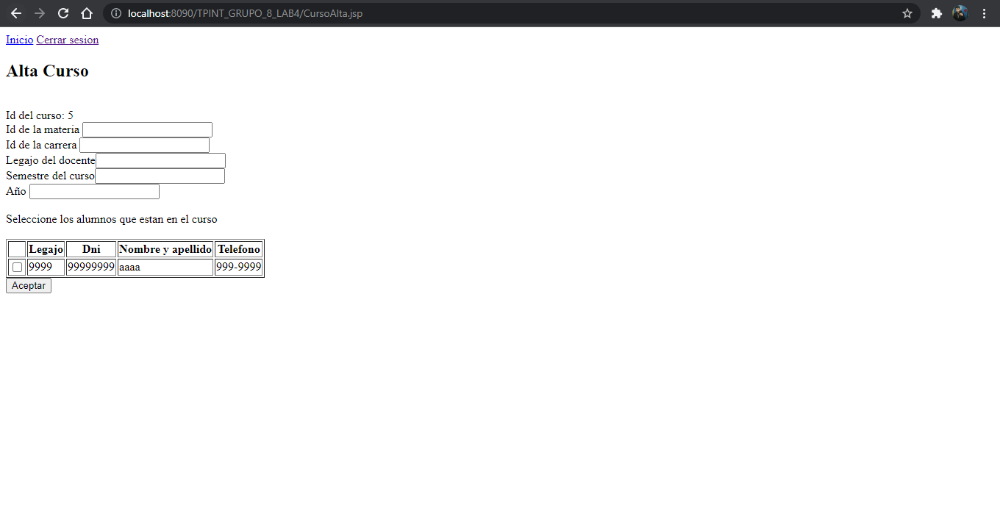 localhost:8090/TPINT_GRUPO_8_LAB4/CursoAlta.jsp
Inicio Cerrar sesion
Alta Curso
Id del curso: 5
Id de la materia
Id de la carrera
Legajo del docente
Semestre del curso
Año
Seleccione los alumnos que estan en el curso
Legajo Dni Nombre y apellido Telefono
9999 99999999 aaaa 999-9999
Aceptar